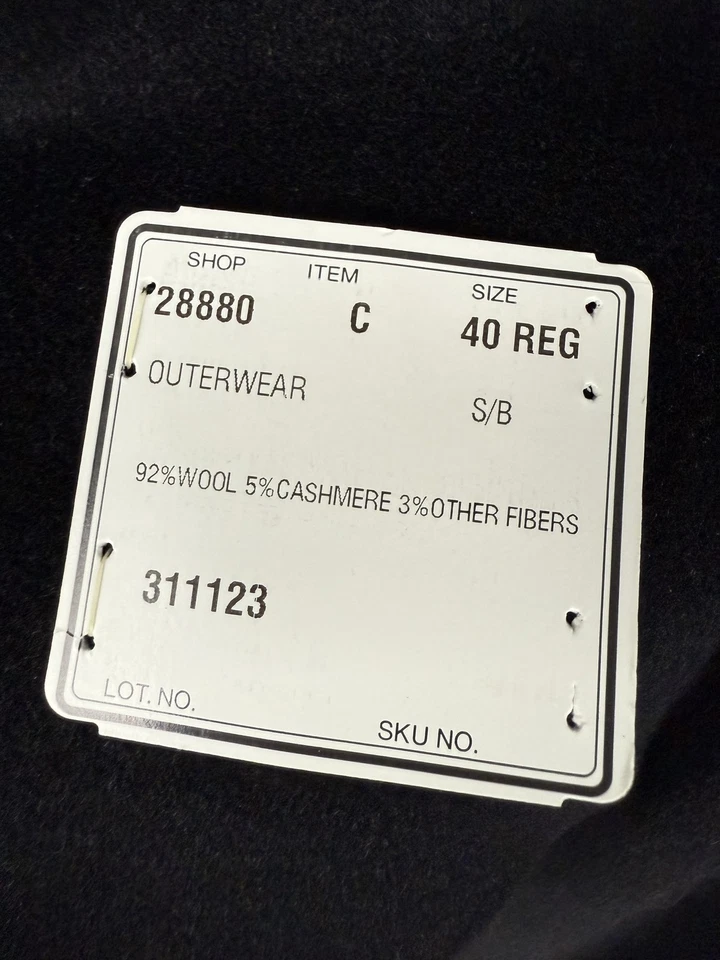 SHOP ITEM SIZE
28880 C 40 REG
OUTERWEAR S/B
92%WOOL 5%CASHMERE 3%OTHER FIBERS
311123
LOT. NO. SKU NO.